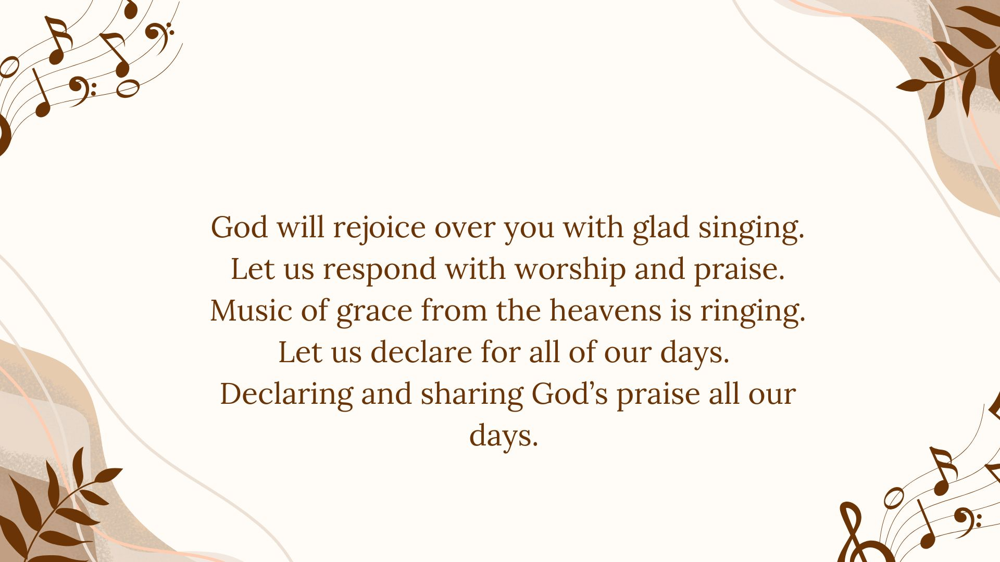 God will rejoice over you with glad singing.
Let us respond with worship and praise.
Music of grace from the heavens is ringing.
Let us declare for all of our days.
Declaring and sharing God’s praise all our
days.